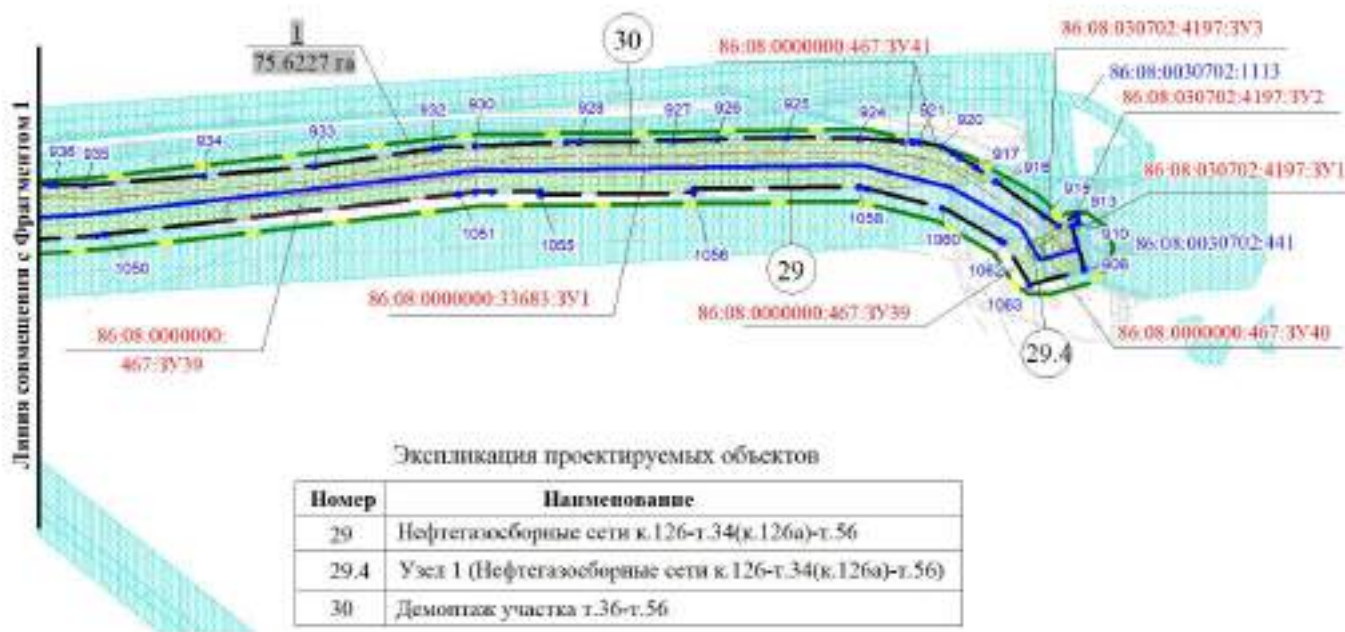 Линия совмещения с Фрагментом 1
1
75.6227 га
30
86:08:0000000:467:ЗУ41
86:08:030702:4197:ЗУ3
86:08:0030702:1113
86:08:030702:4197:ЗУ2
86:08:030702:4197:ЗУ1
86:08:0030702:441
936
935
934
933
932
930
928
927
926
925
924
921
920
917
916
915
913
910
1050
1051
1055
1056
1058
1060
1062
1063
29
86:08:0000000:33683:ЗУ1
86:08:0000000:467:ЗУ39
86:08:0000000:
467:ЗУ39
86:08:0000000:467:ЗУ40
29.4
Экспликация проектируемых объектов
Номер Наименование
29 Нефтегазосборные сети к.126-т.34(к.126а)-т.56
29.4 Узел 1 (Нефтегазосборные сети к.126-т.34(к.126а)-т.56)
30 Демонтаж участка т.36-т.56